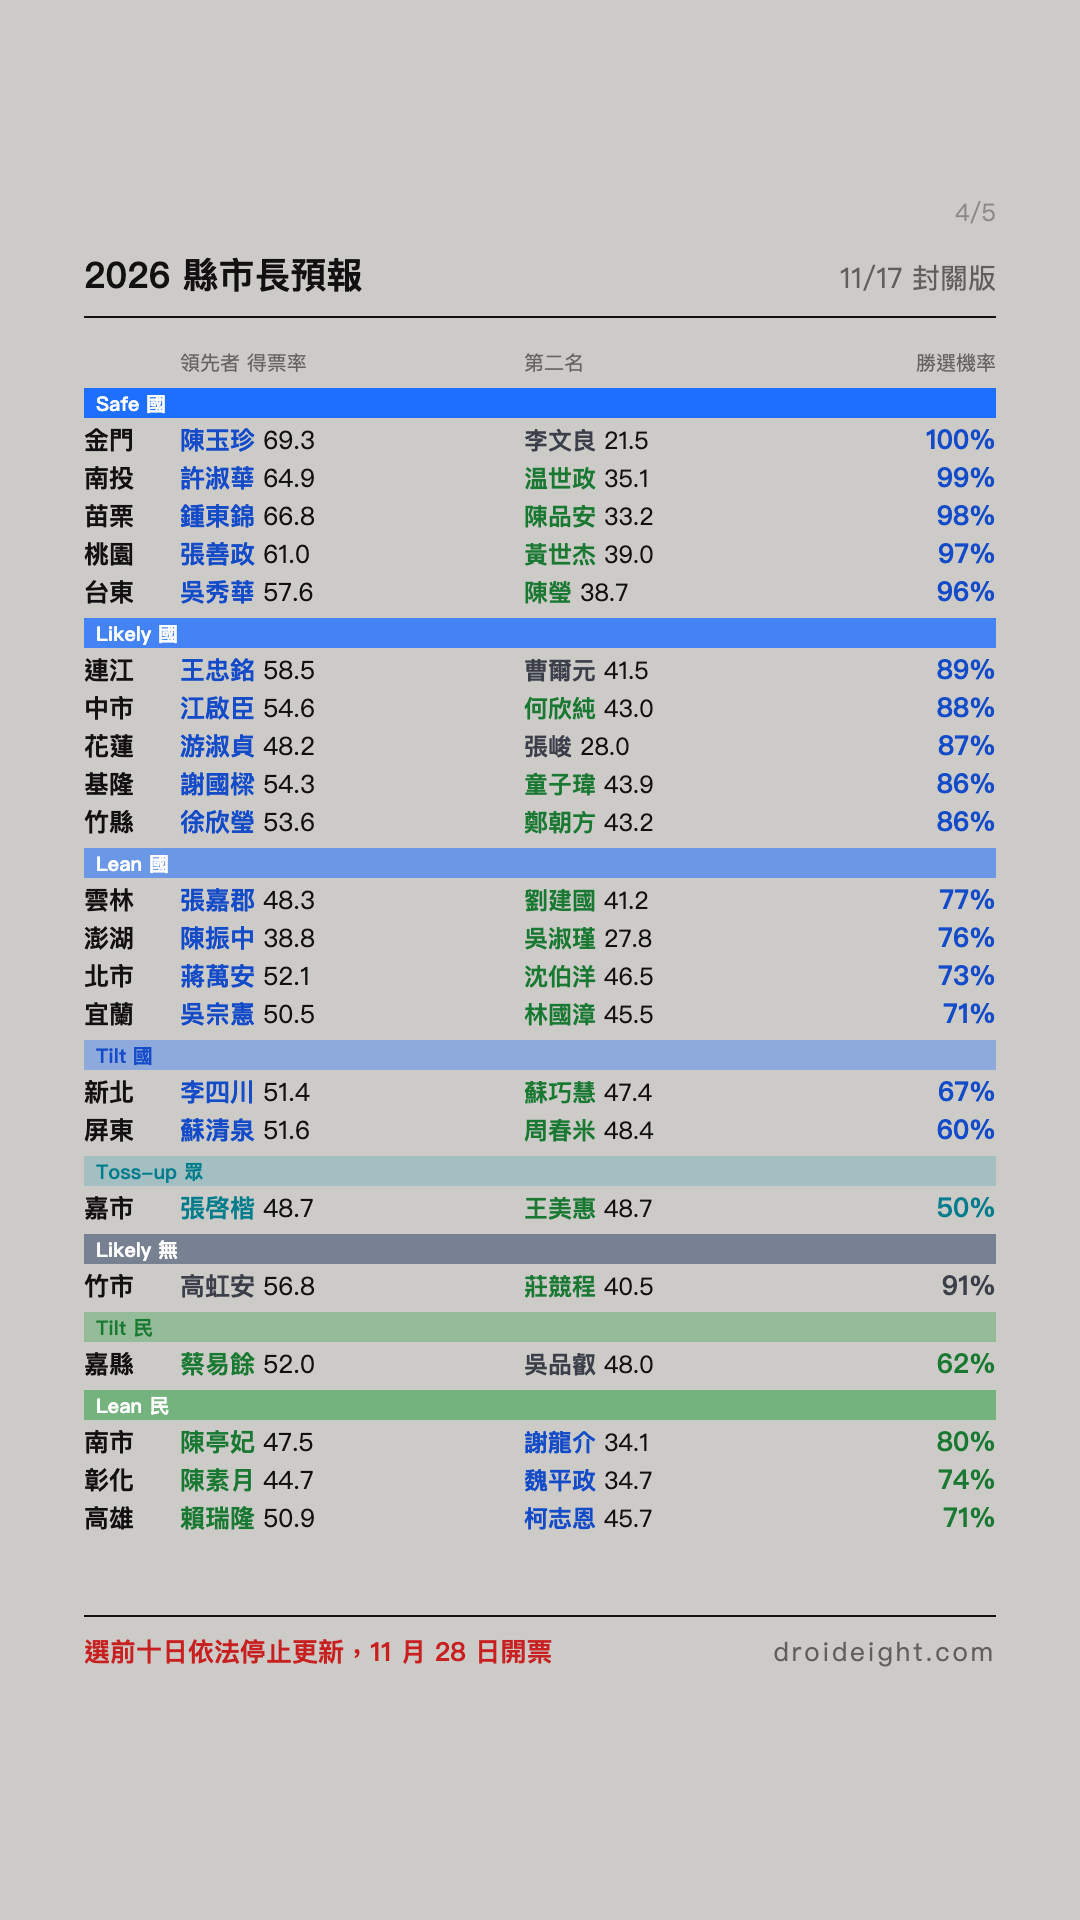 4/5
2026 縣市長預報 11/17 封關版
領先者 得票率 第二名 勝選機率
Safe 國
金門 陳玉珍 69.3 李文良 21.5 100%
南投 許淑華 64.9 温世政 35.1 99%
苗栗 鍾東錦 66.8 陳品安 33.2 98%
桃園 張善政 61.0 黃世杰 39.0 97%
台東 吳秀華 57.6 陳瑩 38.7 96%
Likely 國
連江 王忠銘 58.5 曹爾元 41.5 89%
中市 江啟臣 54.6 何欣純 43.0 88%
花蓮 游淑貞 48.2 張峻 28.0 87%
基隆 謝國樑 54.3 童子瑋 43.9 86%
竹縣 徐欣瑩 53.6 鄭朝方 43.2 86%
Lean 國
雲林 張嘉郡 48.3 劉建國 41.2 77%
澎湖 陳振中 38.8 吳淑瑾 27.8 76%
北市 蔣萬安 52.1 沈伯洋 46.5 73%
宜蘭 吳宗憲 50.5 林國漳 45.5 71%
Tilt 國
新北 李四川 51.4 蘇巧慧 47.4 67%
屏東 蘇清泉 51.6 周春米 48.4 60%
Toss-up 眾
嘉市 張啓楷 48.7 王美惠 48.7 50%
Likely 無
竹市 高虹安 56.8 莊競程 40.5 91%
Tilt 民
嘉縣 蔡易餘 52.0 吳品叡 48.0 62%
Lean 民
南市 陳亭妃 47.5 謝龍介 34.1 80%
彰化 陳素月 44.7 魏平政 34.7 74%
高雄 賴瑞隆 50.9 柯志恩 45.7 71%
選前十日依法停止更新，11 月 28 日開票 droideight.com